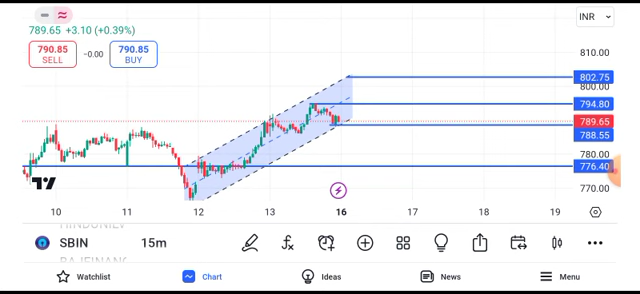 INR
789.65 +3.10 (+0.39%)
790.85
SELL
−0.00
790.85
BUY
810.00
802.75
800.00
794.80
789.65
788.55
780.00
776.40
770.00
10 11 12 13 16 17 18 19
SBIN 15m
Watchlist Chart Ideas News Menu